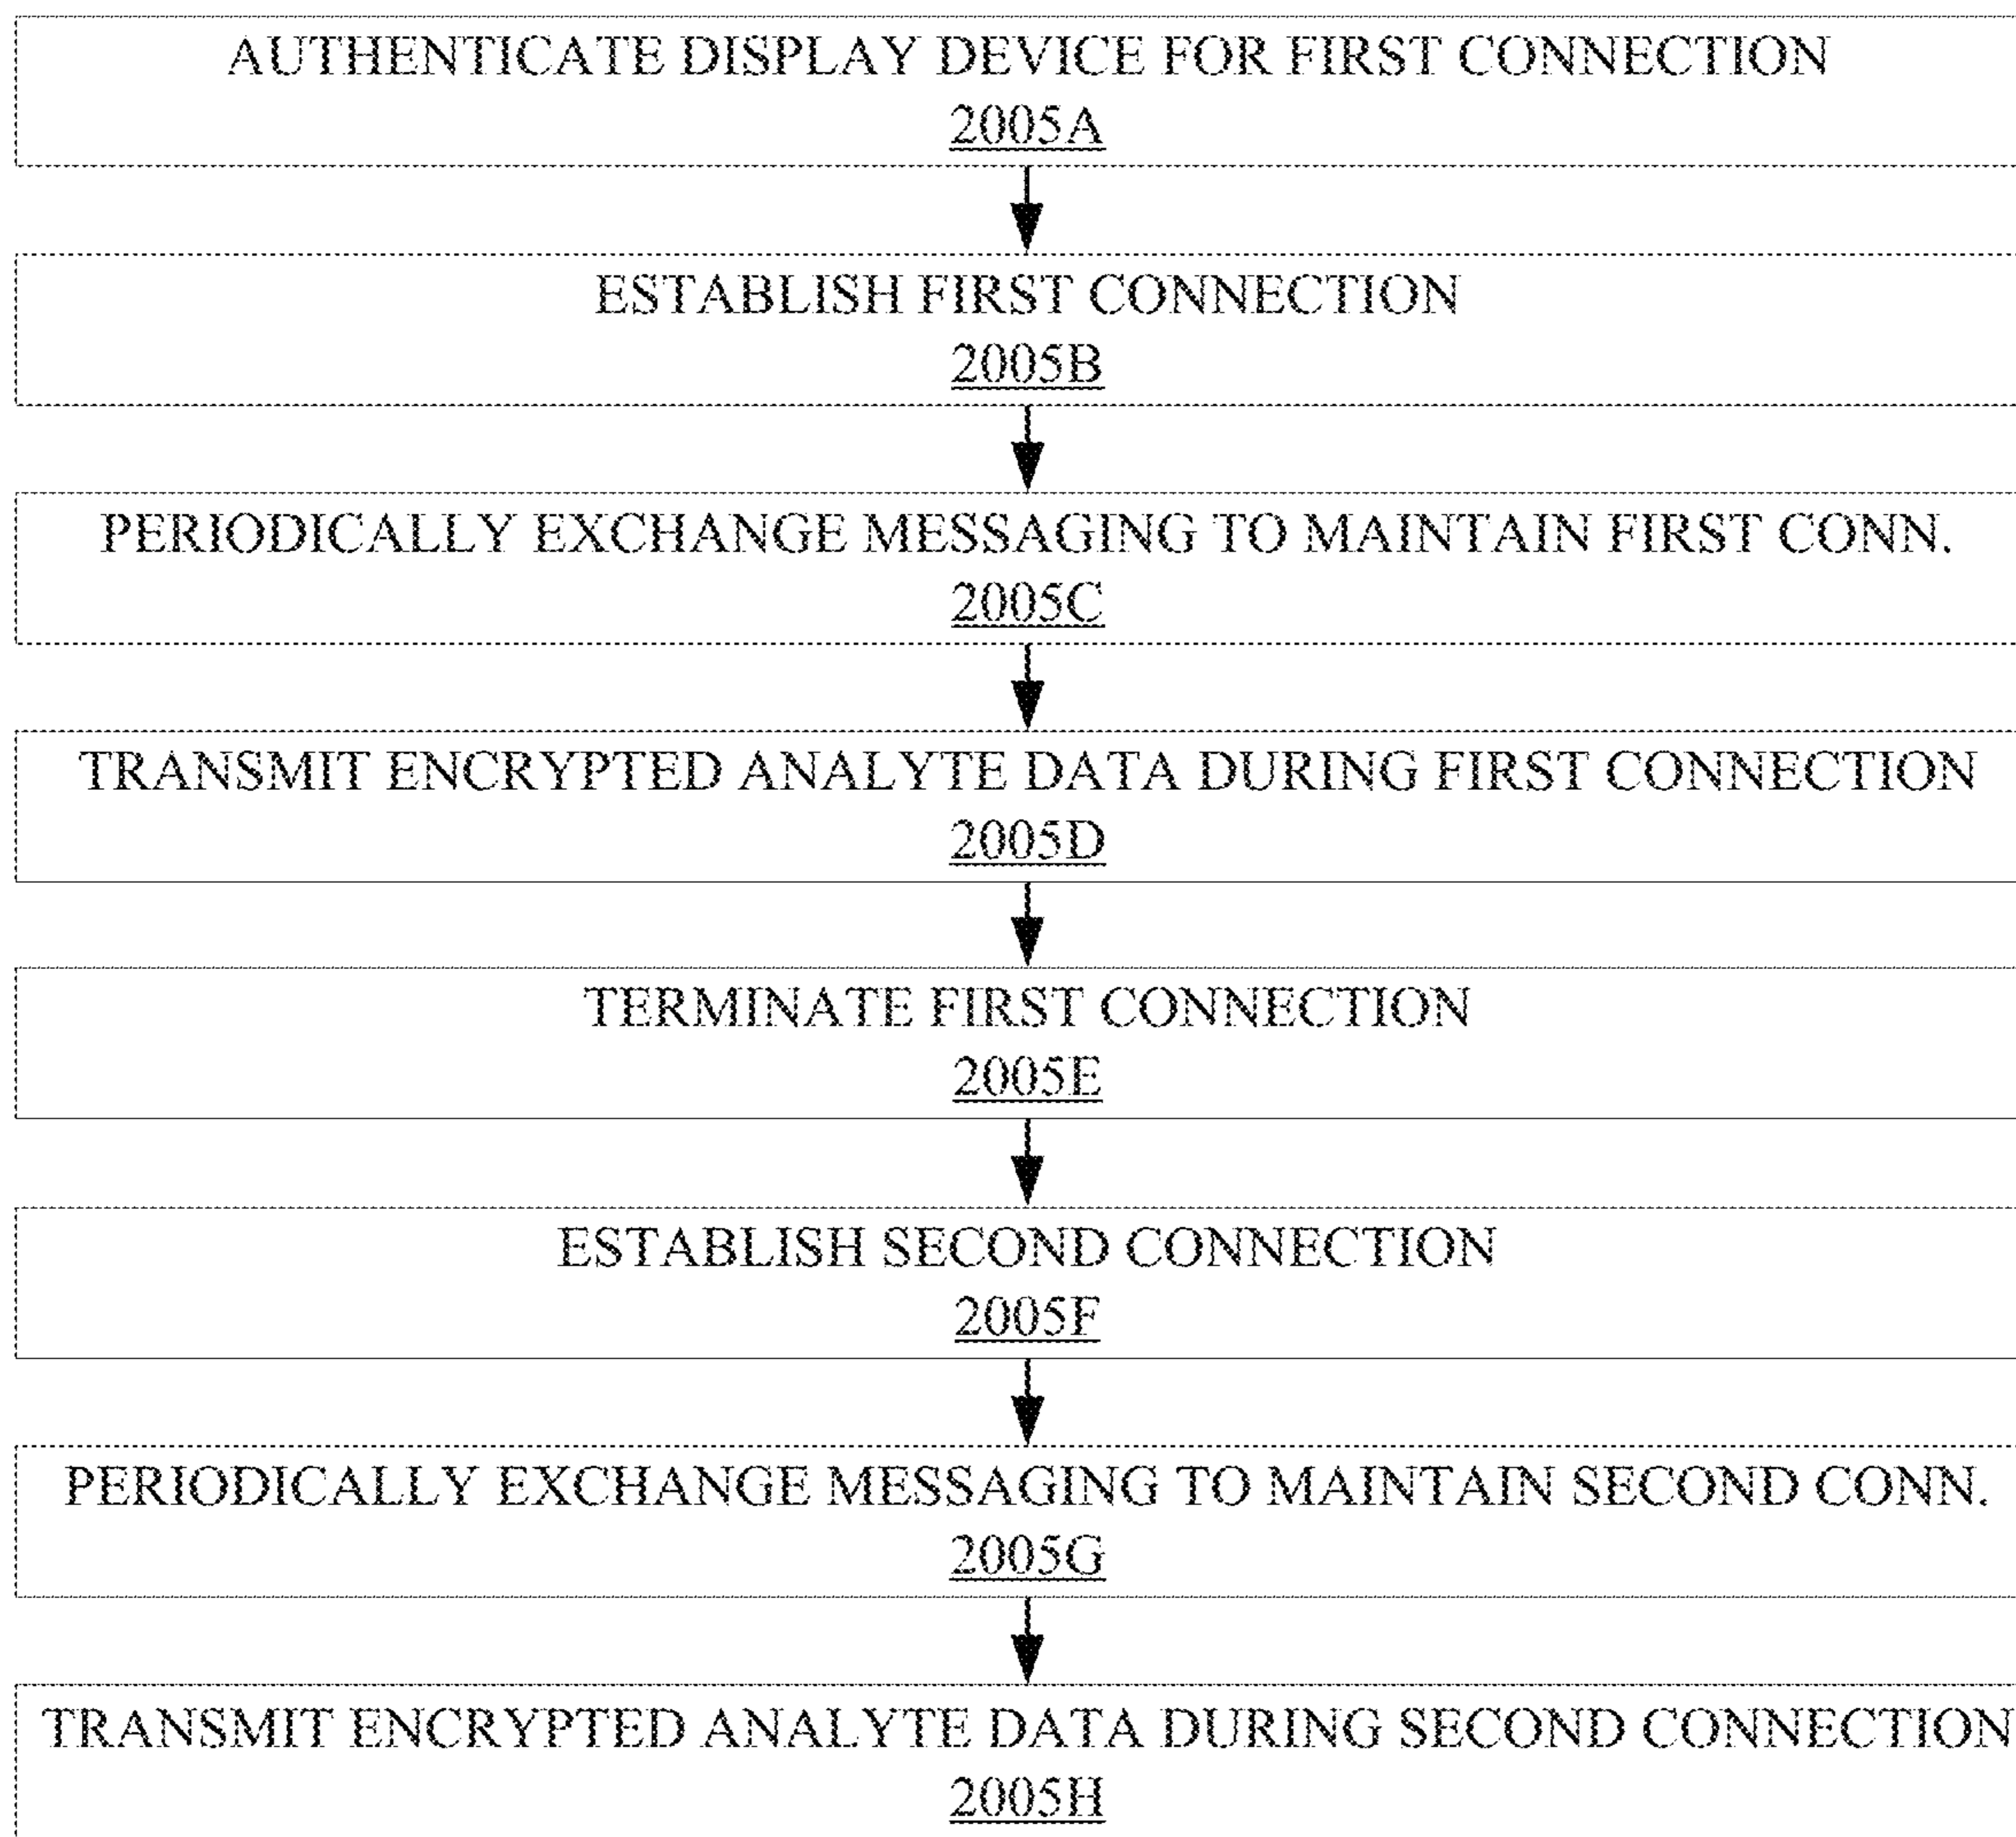 AUTHENTICATE DISPLAY DEVICE FOR FIRST CONNECTION
2005A
ESTABLISH FIRST CONNECTION
2005B
PERIODICALLY EXCHANGE MESSAGING TO MAINTAIN FIRST CONN.
2005C
TRANSMIT ENCRYPTED ANALYTE DATA DURING FIRST CONNECTION
2005D
TERMINATE FIRST CONNECTION
2005E
ESTABLISH SECOND CONNECTION
2005F
PERIODICALLY EXCHANGE MESSAGING TO MAINTAIN SECOND CONN.
2005G
TRANSMIT ENCRYPTED ANALYTE DATA DURING SECOND CONNECTION
2005H